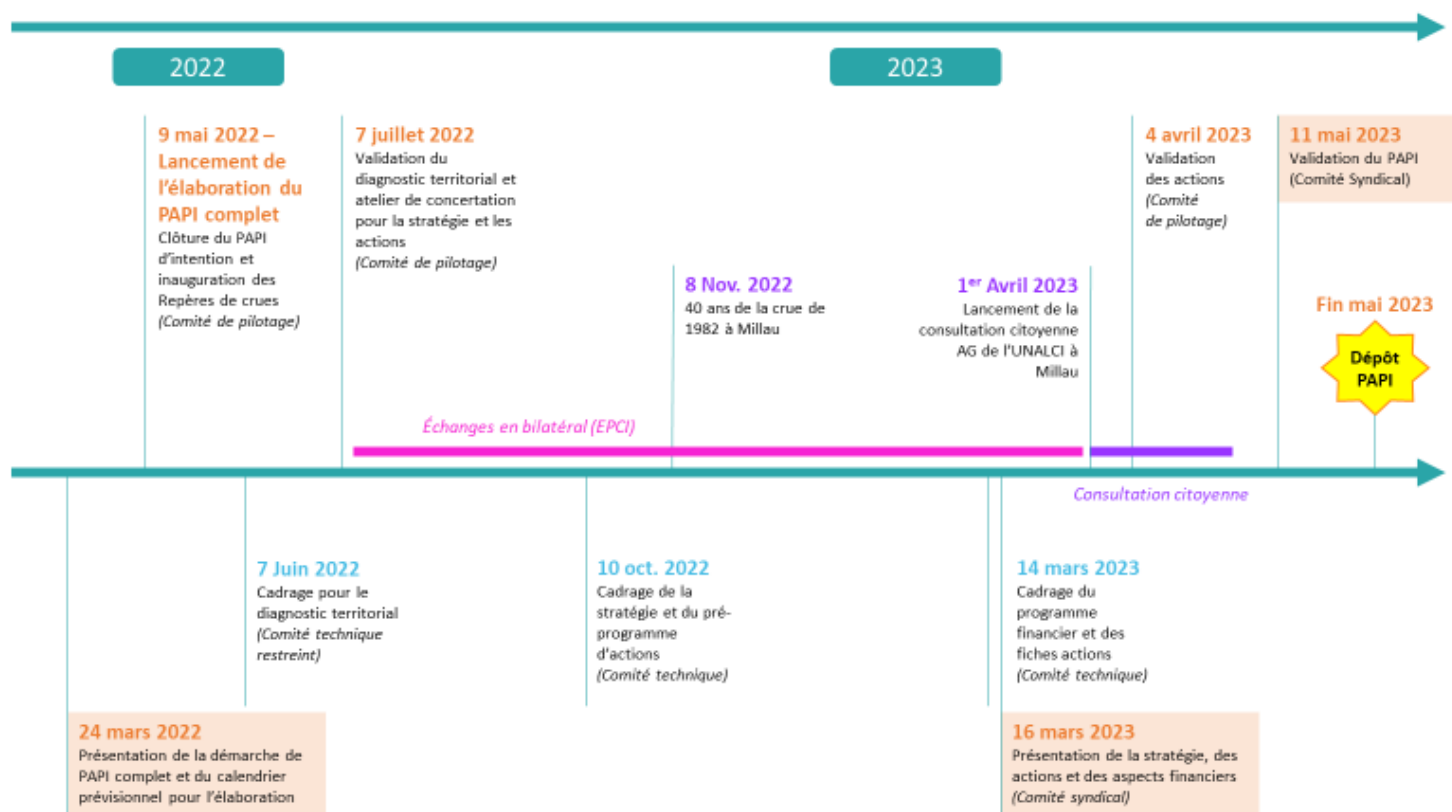 2022
2023
9 mai 2022 –
Lancement de
l'élaboration du
PAPI complet
Clôture du PAPI
d'intention et
inauguration des
Repères de crues
(Comité de pilotage)
7 juillet 2022
Validation du
diagnostic territorial et
atelier de concertation
pour la stratégie et les
actions
(Comité de pilotage)
8 Nov. 2022
40 ans de la crue de
1982 à Millau
1er Avril 2023
Lancement de la
consultation citoyenne
AG de l'UNALCI à
Millau
4 avril 2023
Validation
des actions
(Comité
de pilotage)
11 mai 2023
Validation du PAPI
(Comité Syndical)
Fin mai 2023
Dépôt
PAPI
Échanges en bilatéral (EPCI)
Consultation citoyenne
7 Juin 2022
Cadrage pour le
diagnostic territorial
(Comité technique
restreint)
10 oct. 2022
Cadrage de la
stratégie et du pré-
programme
d'actions
(Comité technique)
14 mars 2023
Cadrage du
programme
financier et des
fiches actions
(Comité technique)
24 mars 2022
Présentation de la démarche de
PAPI complet et du calendrier
prévisionnel pour l'élaboration
16 mars 2023
Présentation de la stratégie, des
actions et des aspects financiers
(Comité syndical)